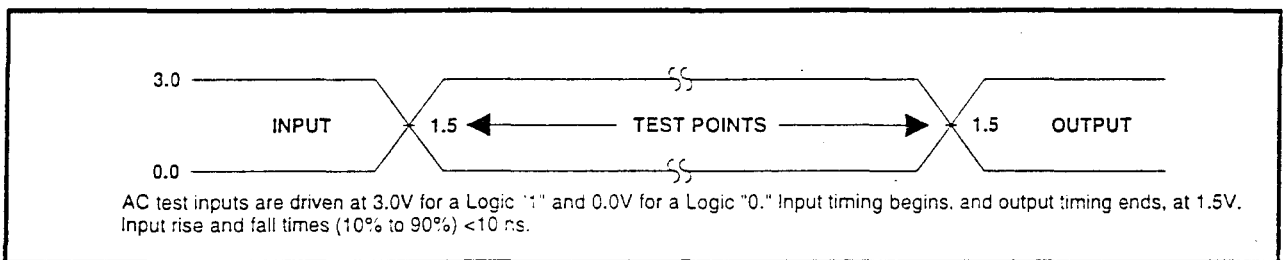 3.0
INPUT 1.5 TEST POINTS 1.5 OUTPUT
0.0
AC test inputs are driven at 3.0V for a Logic "1" and 0.0V for a Logic "0." Input timing begins, and output timing ends, at 1.5V.
Input rise and fall times (10% to 90%) <10 ns.